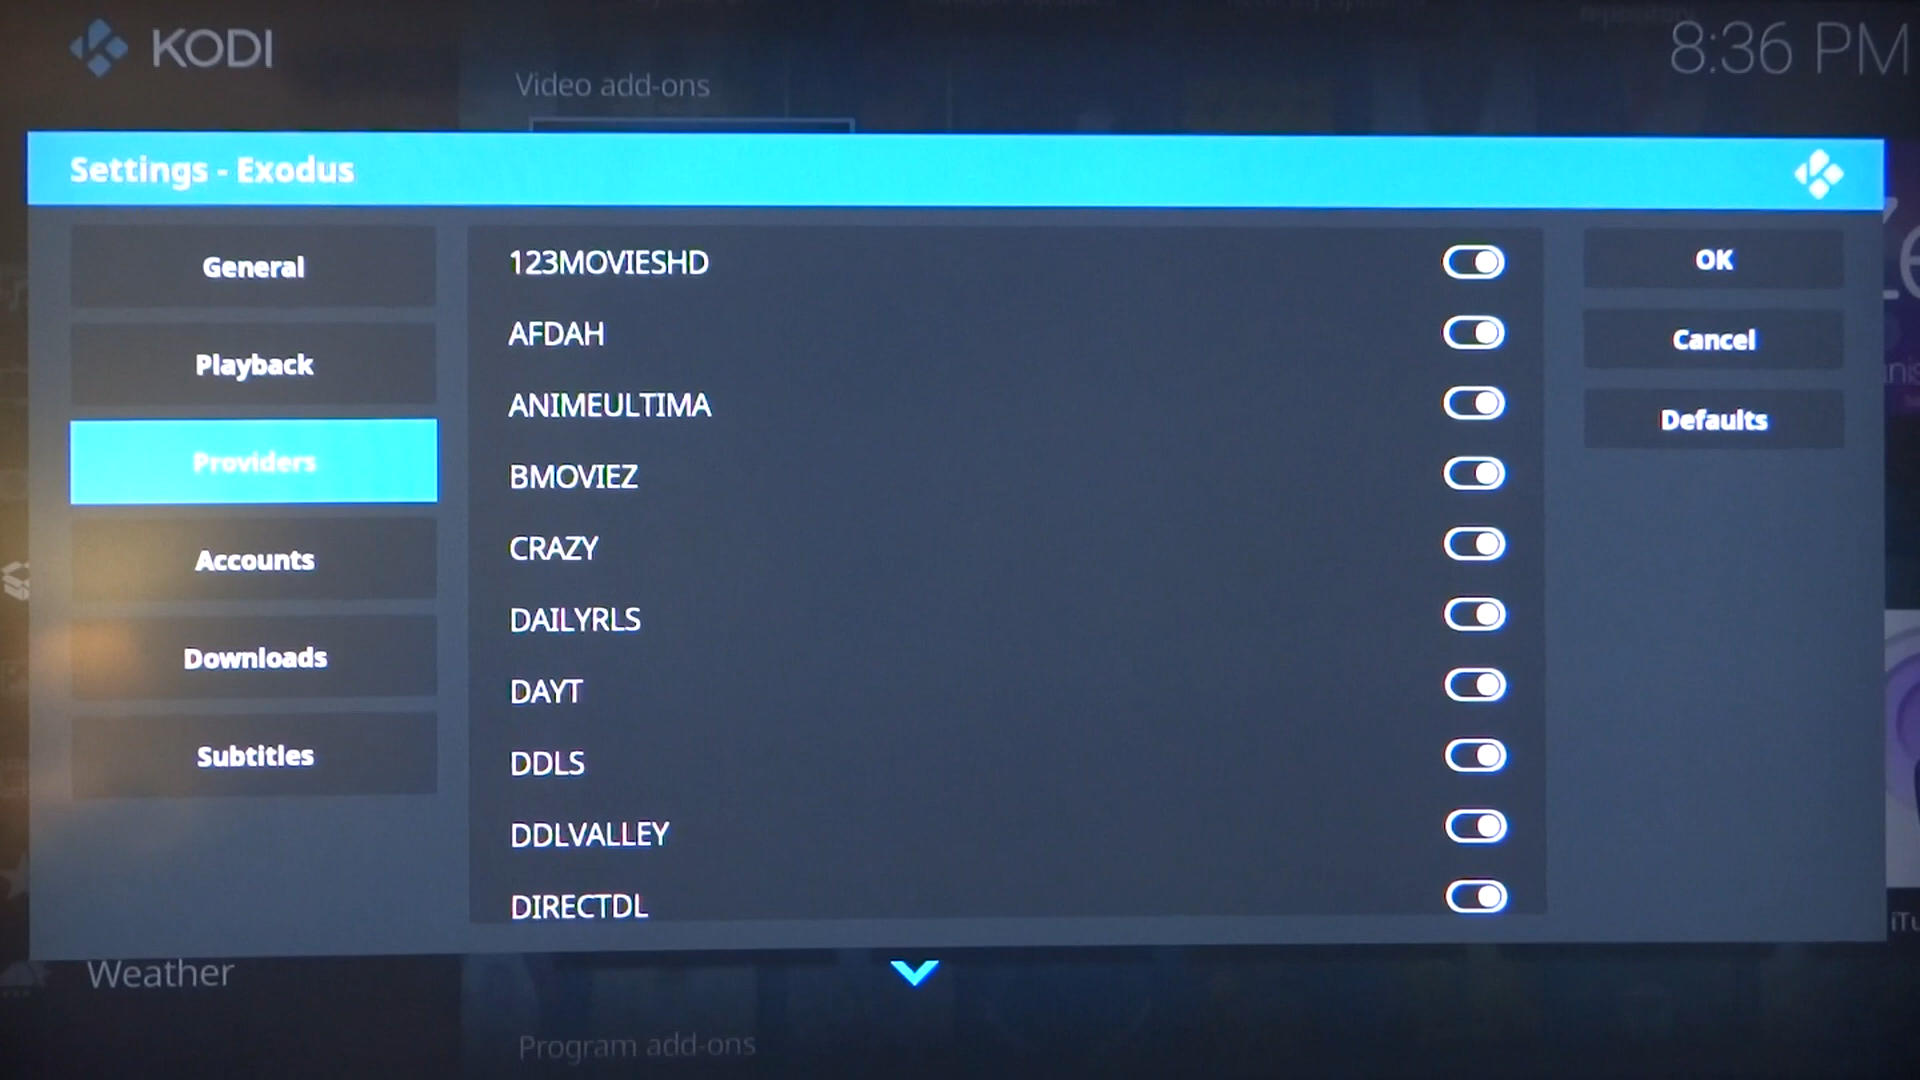 KODI
8:36 PM
Video add-ons
Settings - Exodus
General
Playback
Providers
Accounts
Downloads
Subtitles
123MOVIESHD
AFDAH
ANIMEULTIMA
BMOVIEZ
CRAZY
DAILYRLS
DAYT
DDLS
DDLVALLEY
DIRECTDL
OK
Cancel
Defaults
Weather
Program add-ons